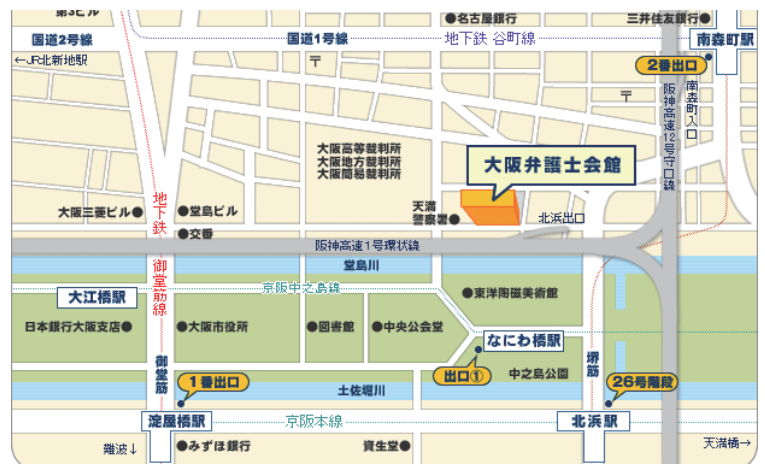 第3ビル
●名古屋銀行
三井住友銀行●
国道2号線
国道1号線
地下鉄 谷町線
南森町駅
←JR北新地駅
〒
2番出口
〒
南森町入口
阪神高速12号守口線
大阪高等裁判所
大阪地方裁判所
大阪簡易裁判所
大阪弁護士会館
地下鉄 御堂筋線
大阪三菱ビル●
●堂島ビル
天満
警察署●
北浜出口
●交番
阪神高速1号環状線
堂島川
大江橋駅
京阪中之島線
●東洋陶磁美術館
日本銀行大阪支店●
●大阪市役所
●図書館
●中央公会堂
なにわ橋駅
御堂筋
堺筋
1番出口
出口①
中之島公園
26号階段
土佐堀川
淀屋橋駅
京阪本線
北浜駅
難波↓
●みずほ銀行
資生堂●
天満橋→